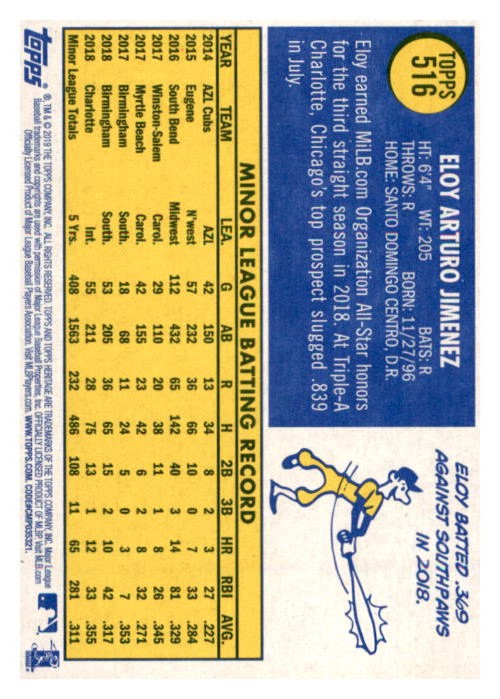 TOPPS
516
ELOY ARTURO JIMENEZ
HT: 6'4" WT: 205 BATS: R
THROWS: R BORN: 11/27/96
HOME: SANTO DOMINGO CENTRO, D.R.
Eloy earned MiLB.com Organization All-Star honors
for the third straight season in 2018. At Triple-A
Charlotte, Chicago's top prospect slugged .839
in July.
ELOY BATED .369
AGAINST SOUTHPAWS
IN 2018.
MINOR LEAGUE BATTING RECORD
YEAR TEAM LEA. G AB R H 2B 3B HR RBI AVG.
2014 AZL Cubs AZL 42 150 13 34 8 2 3 27 .227
2015 Eugene N'west 57 232 36 66 10 0 7 33 .284
2016 South Bend Midwest 112 432 65 142 40 3 14 81 .329
2017 Winston-Salem Carol. 29 110 20 38 11 1 8 26 .345
2017 Myrtle Beach Carol. 42 155 23 42 6 2 8 32 .271
2017 Birmingham South. 18 68 11 24 5 0 3 7 .353
2018 Birmingham South. 53 205 36 65 15 2 10 42 .317
2018 Charlotte Int. 55 211 28 75 13 1 12 33 .355
Minor League Totals 5 Yrs. 408 1563 232 486 108 11 65 281 .311
topps ®, TM & © 2019 THE TOPPS COMPANY, INC. ALL RIGHTS RESERVED. TOPPS AND TOPPS HERITAGE ARE TRADEMARKS OF THE TOPPS COMPANY, INC. Major League
Baseball trademarks and copyrights are used with permission of Major League Baseball Properties, Inc. OFFICIALLY LICENSED PRODUCT OF MLBP Visit MLB.com
Officially Licensed Product of Major League Baseball Players Association. Visit MLBPlayers.com. WWW.TOPPS.COM. CODE#CMP035321.